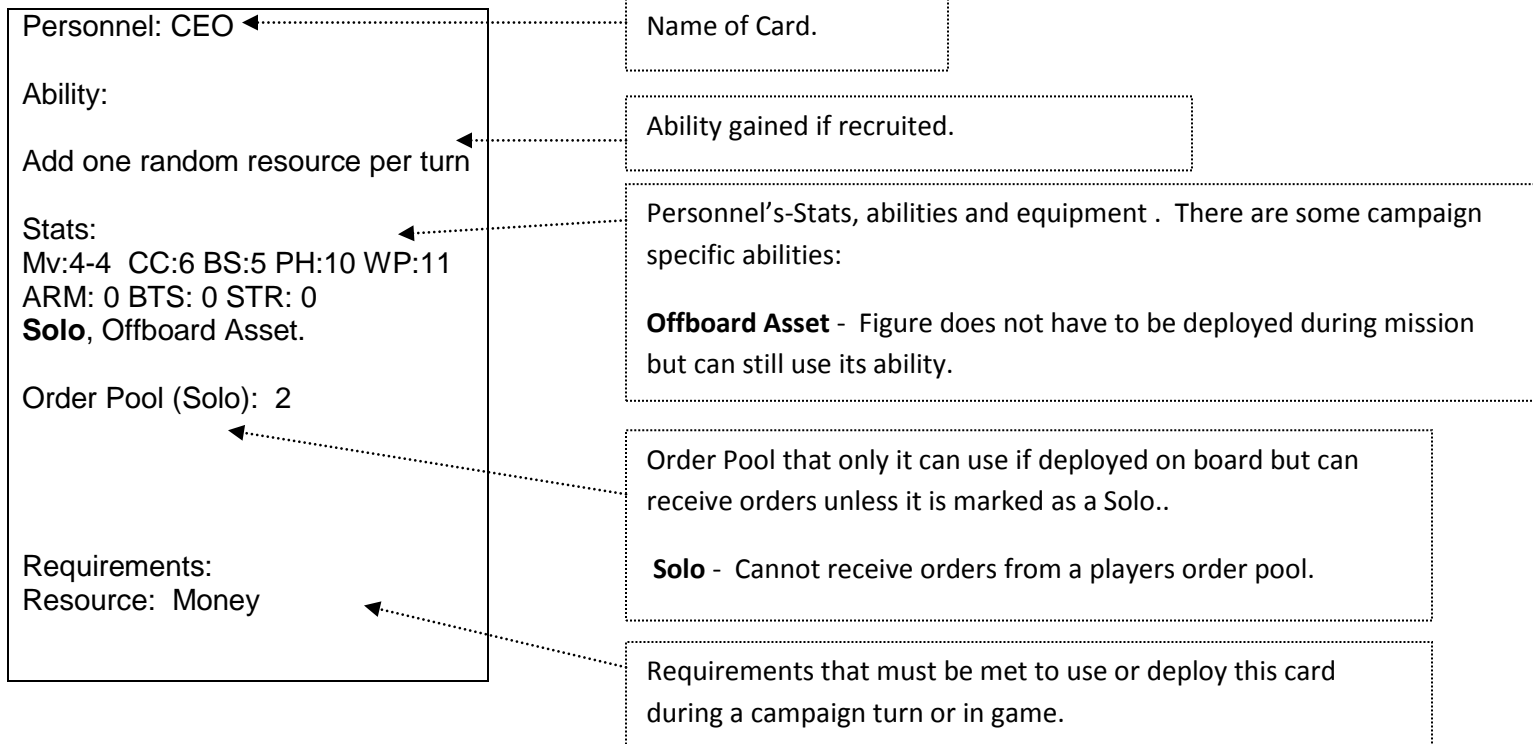 Personnel: CEO
Ability:
Add one random resource per turn
Stats:
Mv:4-4  CC:6 BS:5 PH:10 WP:11
ARM: 0 BTS: 0 STR: 0
Solo, Offboard Asset.
Order Pool (Solo):  2
Requirements:
Resource:  Money
Name of Card.
Ability gained if recruited.
Personnel's-Stats, abilities and equipment .  There are some campaign
specific abilities:
Offboard Asset -  Figure does not have to be deployed during mission
but can still use its ability.
Order Pool that only it can use if deployed on board but can
receive orders unless it is marked as a Solo..
Solo -  Cannot receive orders from a players order pool.
Requirements that must be met to use or deploy this card
during a campaign turn or in game.